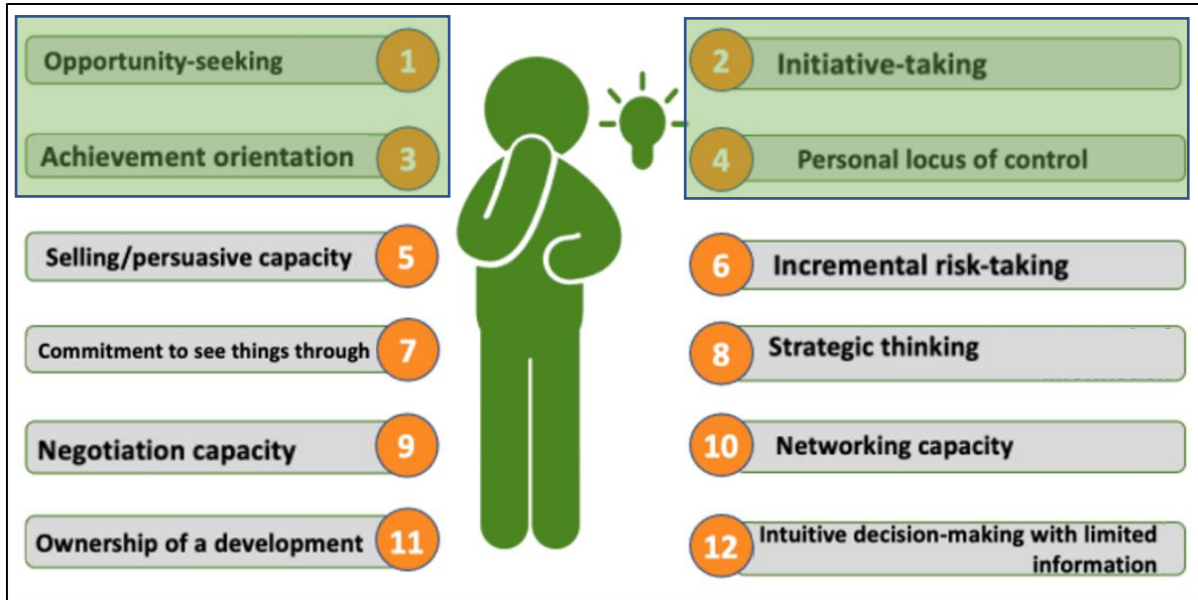 Opportunity-seeking 1
2 Initiative-taking
Achievement orientation 3
4 Personal locus of control
Selling/persuasive capacity 5
6 Incremental risk-taking
Commitment to see things through 7
8 Strategic thinking
Negotiation capacity 9
10 Networking capacity
Ownership of a development 11
12 Intuitive decision-making with limited
information